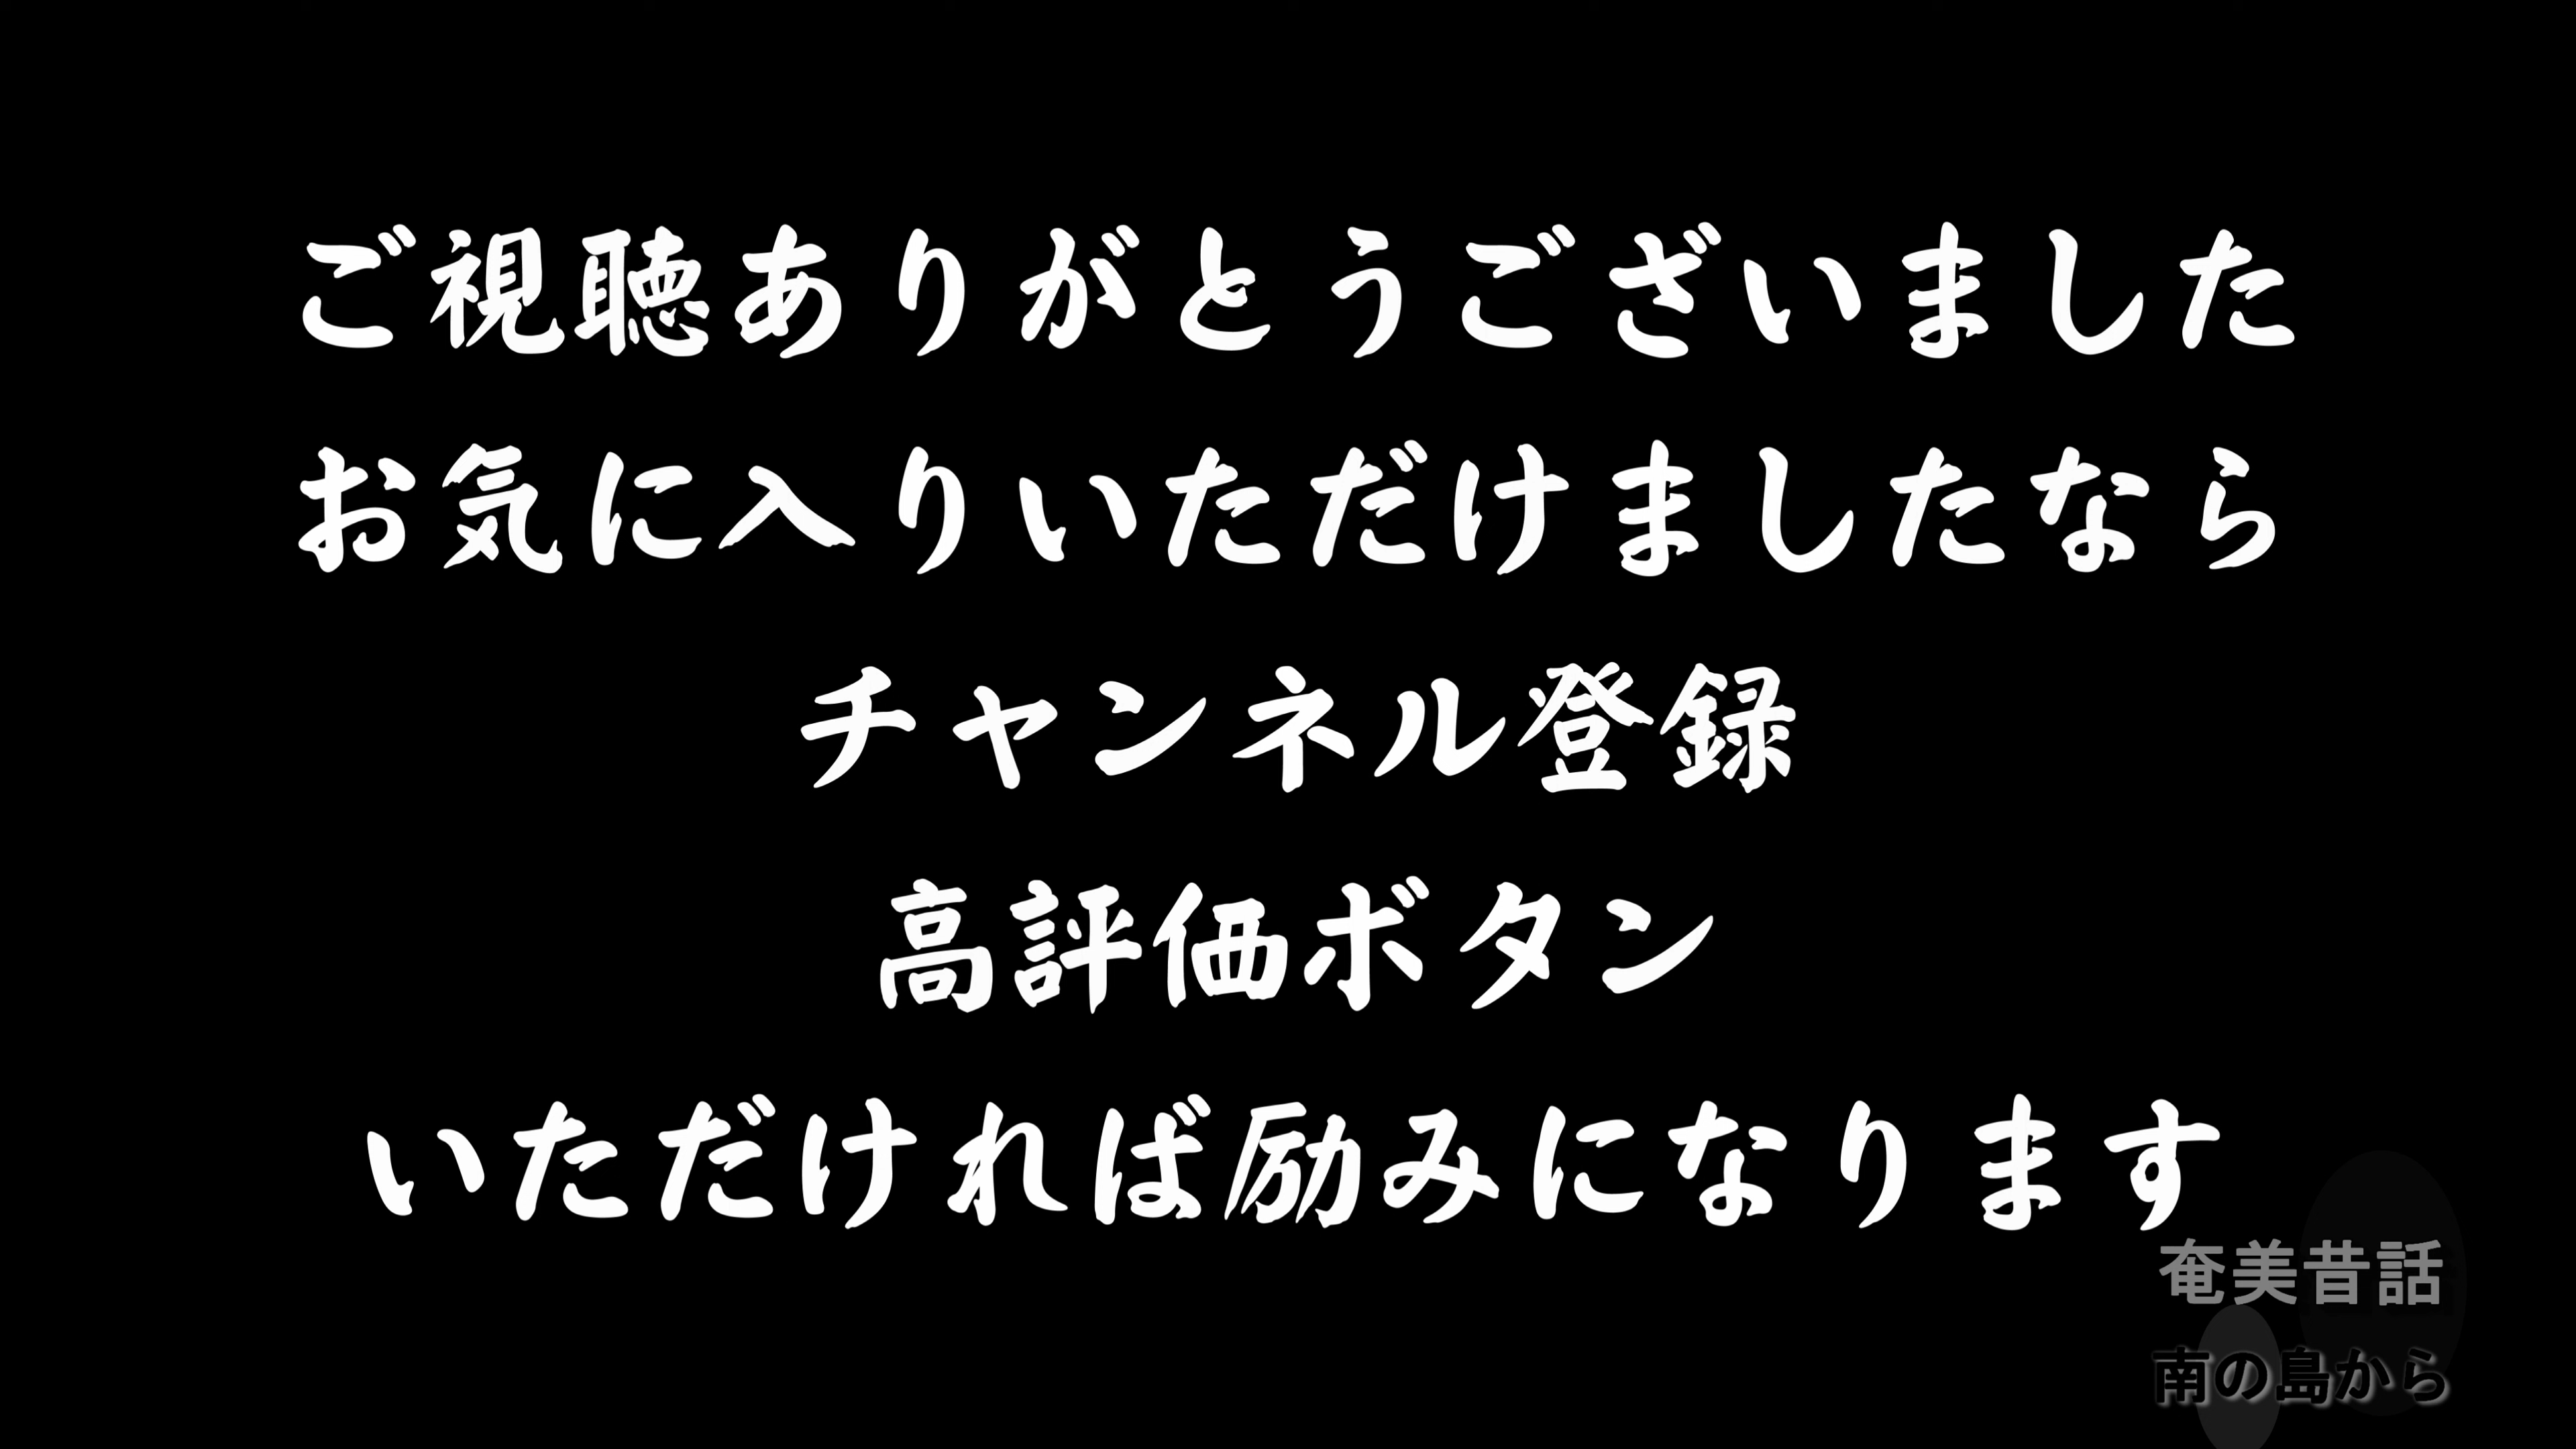 ご視聴ありがとうございました
お気に入りいただけましたなら
チャンネル登録
高評価ボタン
いただければ励みになります
奄美昔話
南の島から